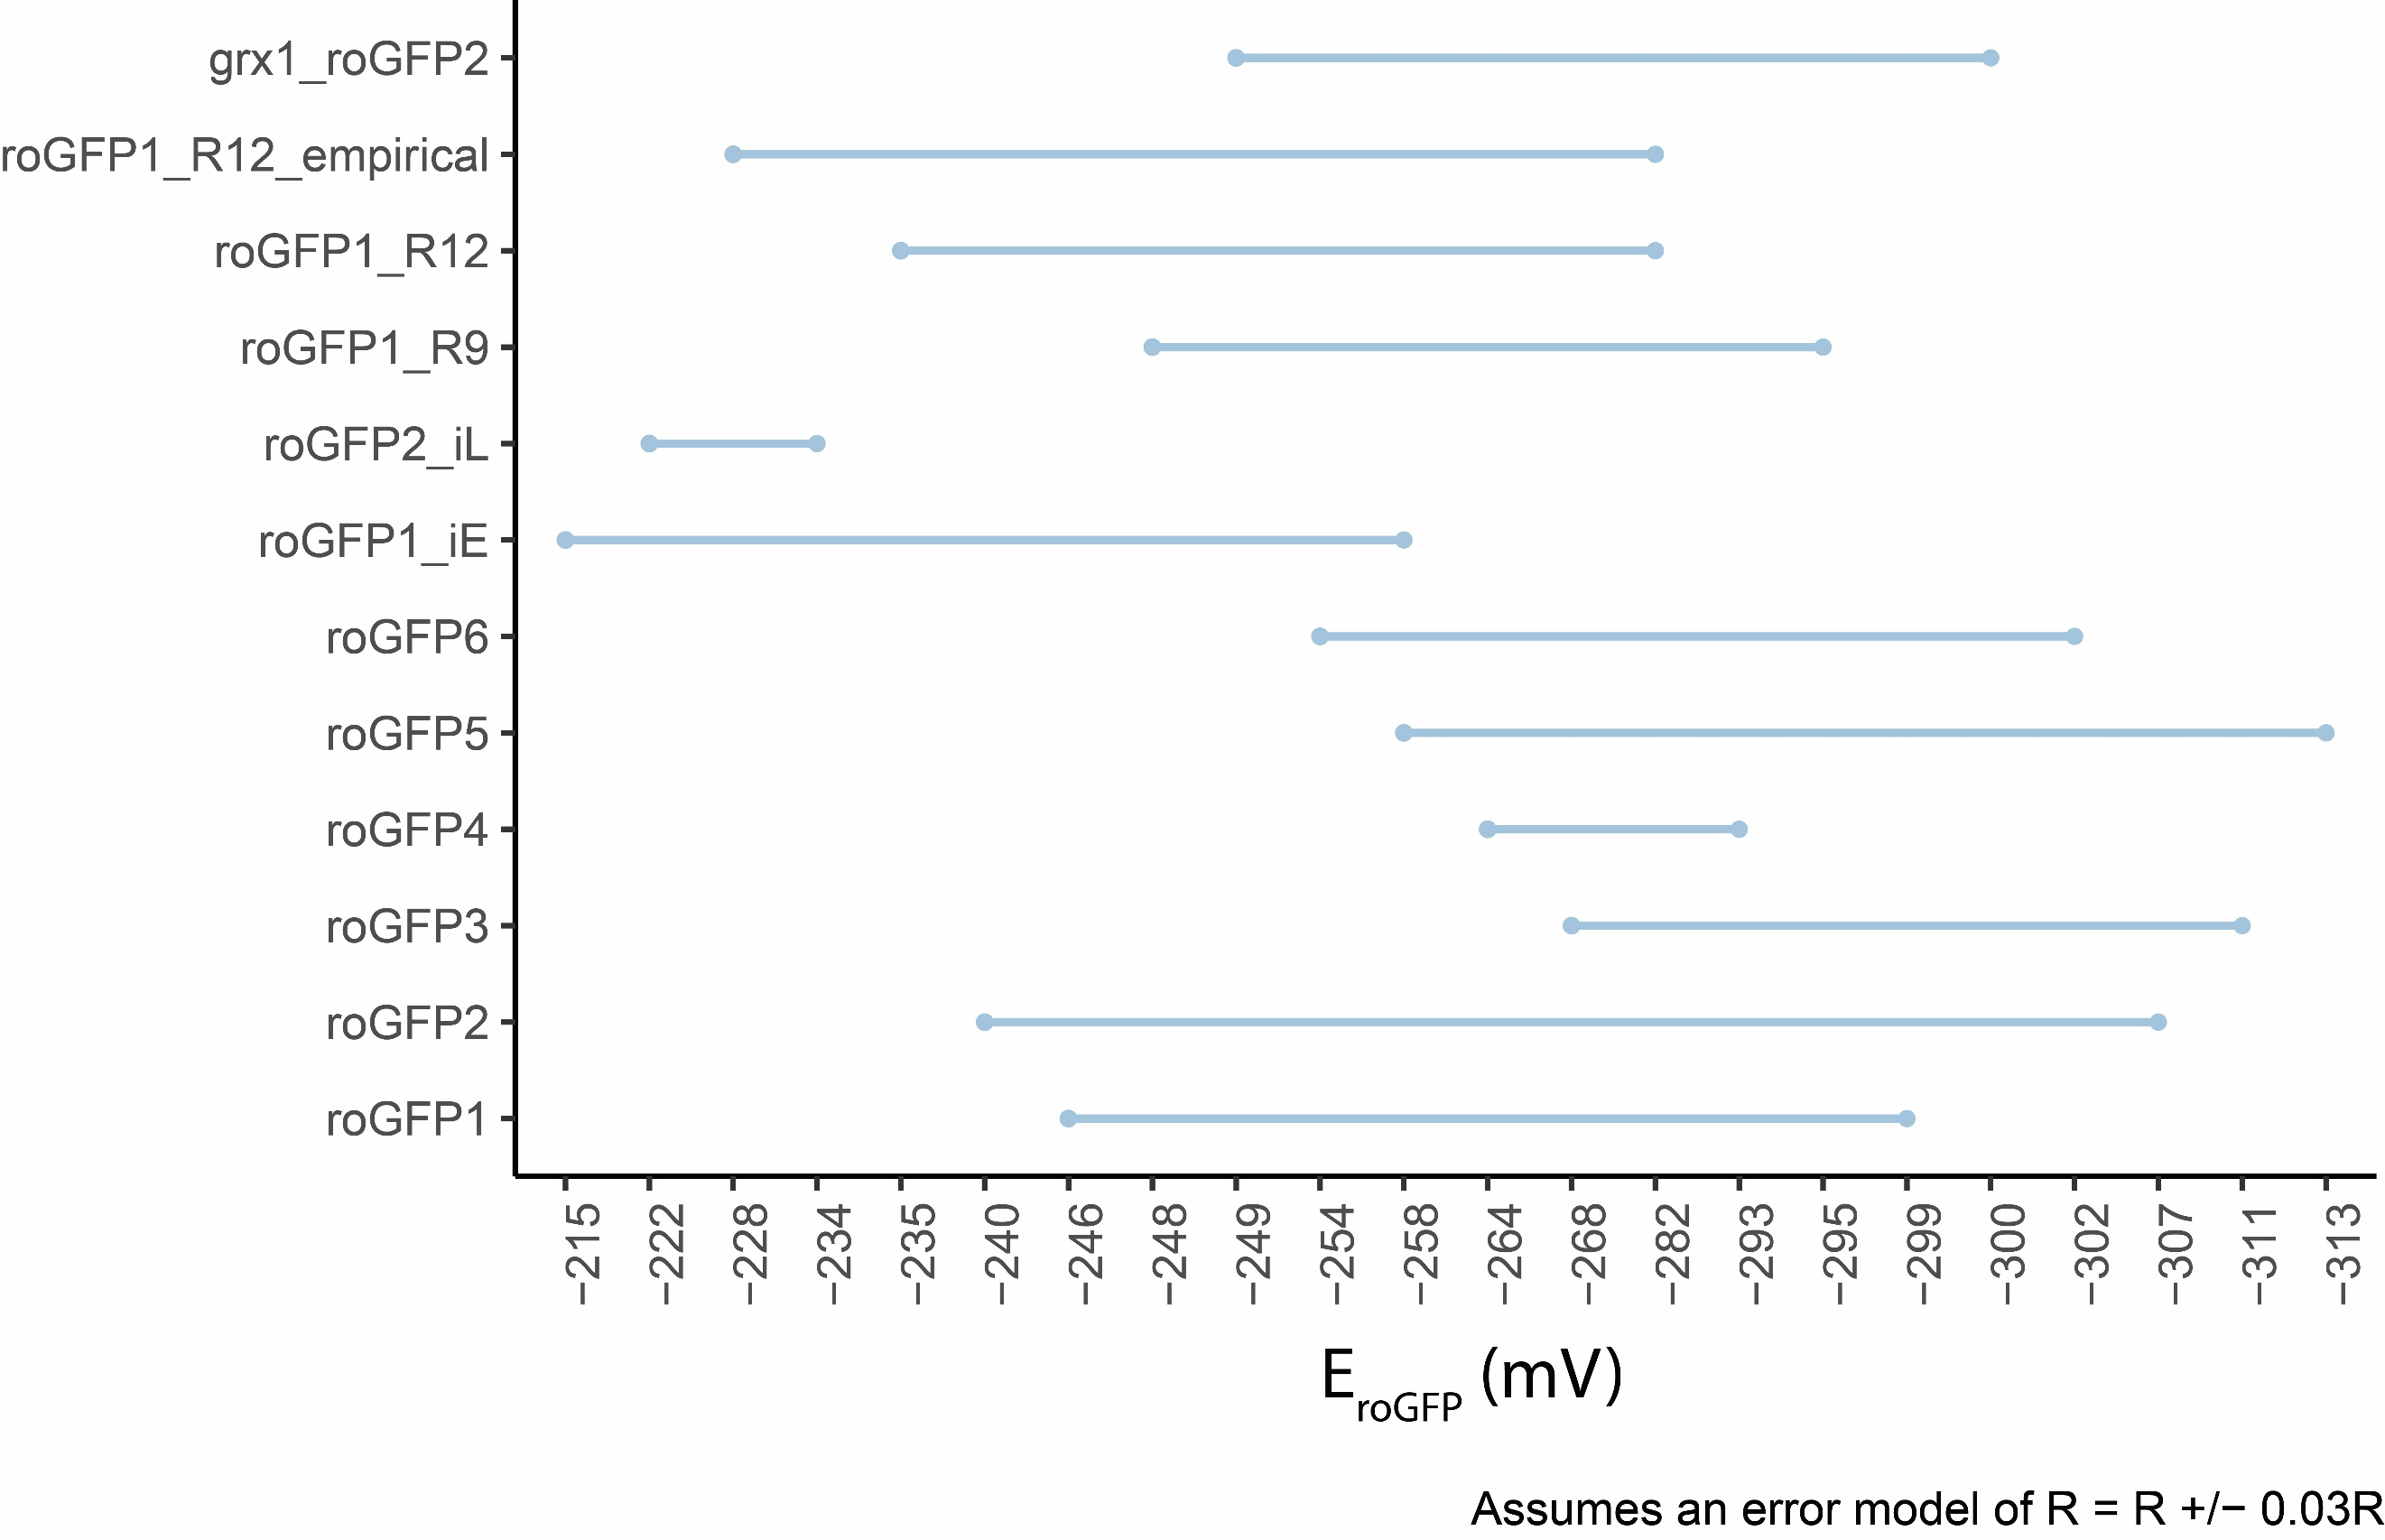 grx1_roGFP2
roGFP1_R12_empirical
roGFP1_R12
roGFP1_R9
roGFP2_iL
roGFP1_iE
roGFP6
roGFP5
roGFP4
roGFP3
roGFP2
roGFP1
−215
−222
−228
−234
−235
−240
−246
−248
−249
−254
−258
−264
−268
−282
−293
−295
−299
−300
−302
−307
−311
−313
EroGFP (mV)
Assumes an error model of R = R +/− 0.03R